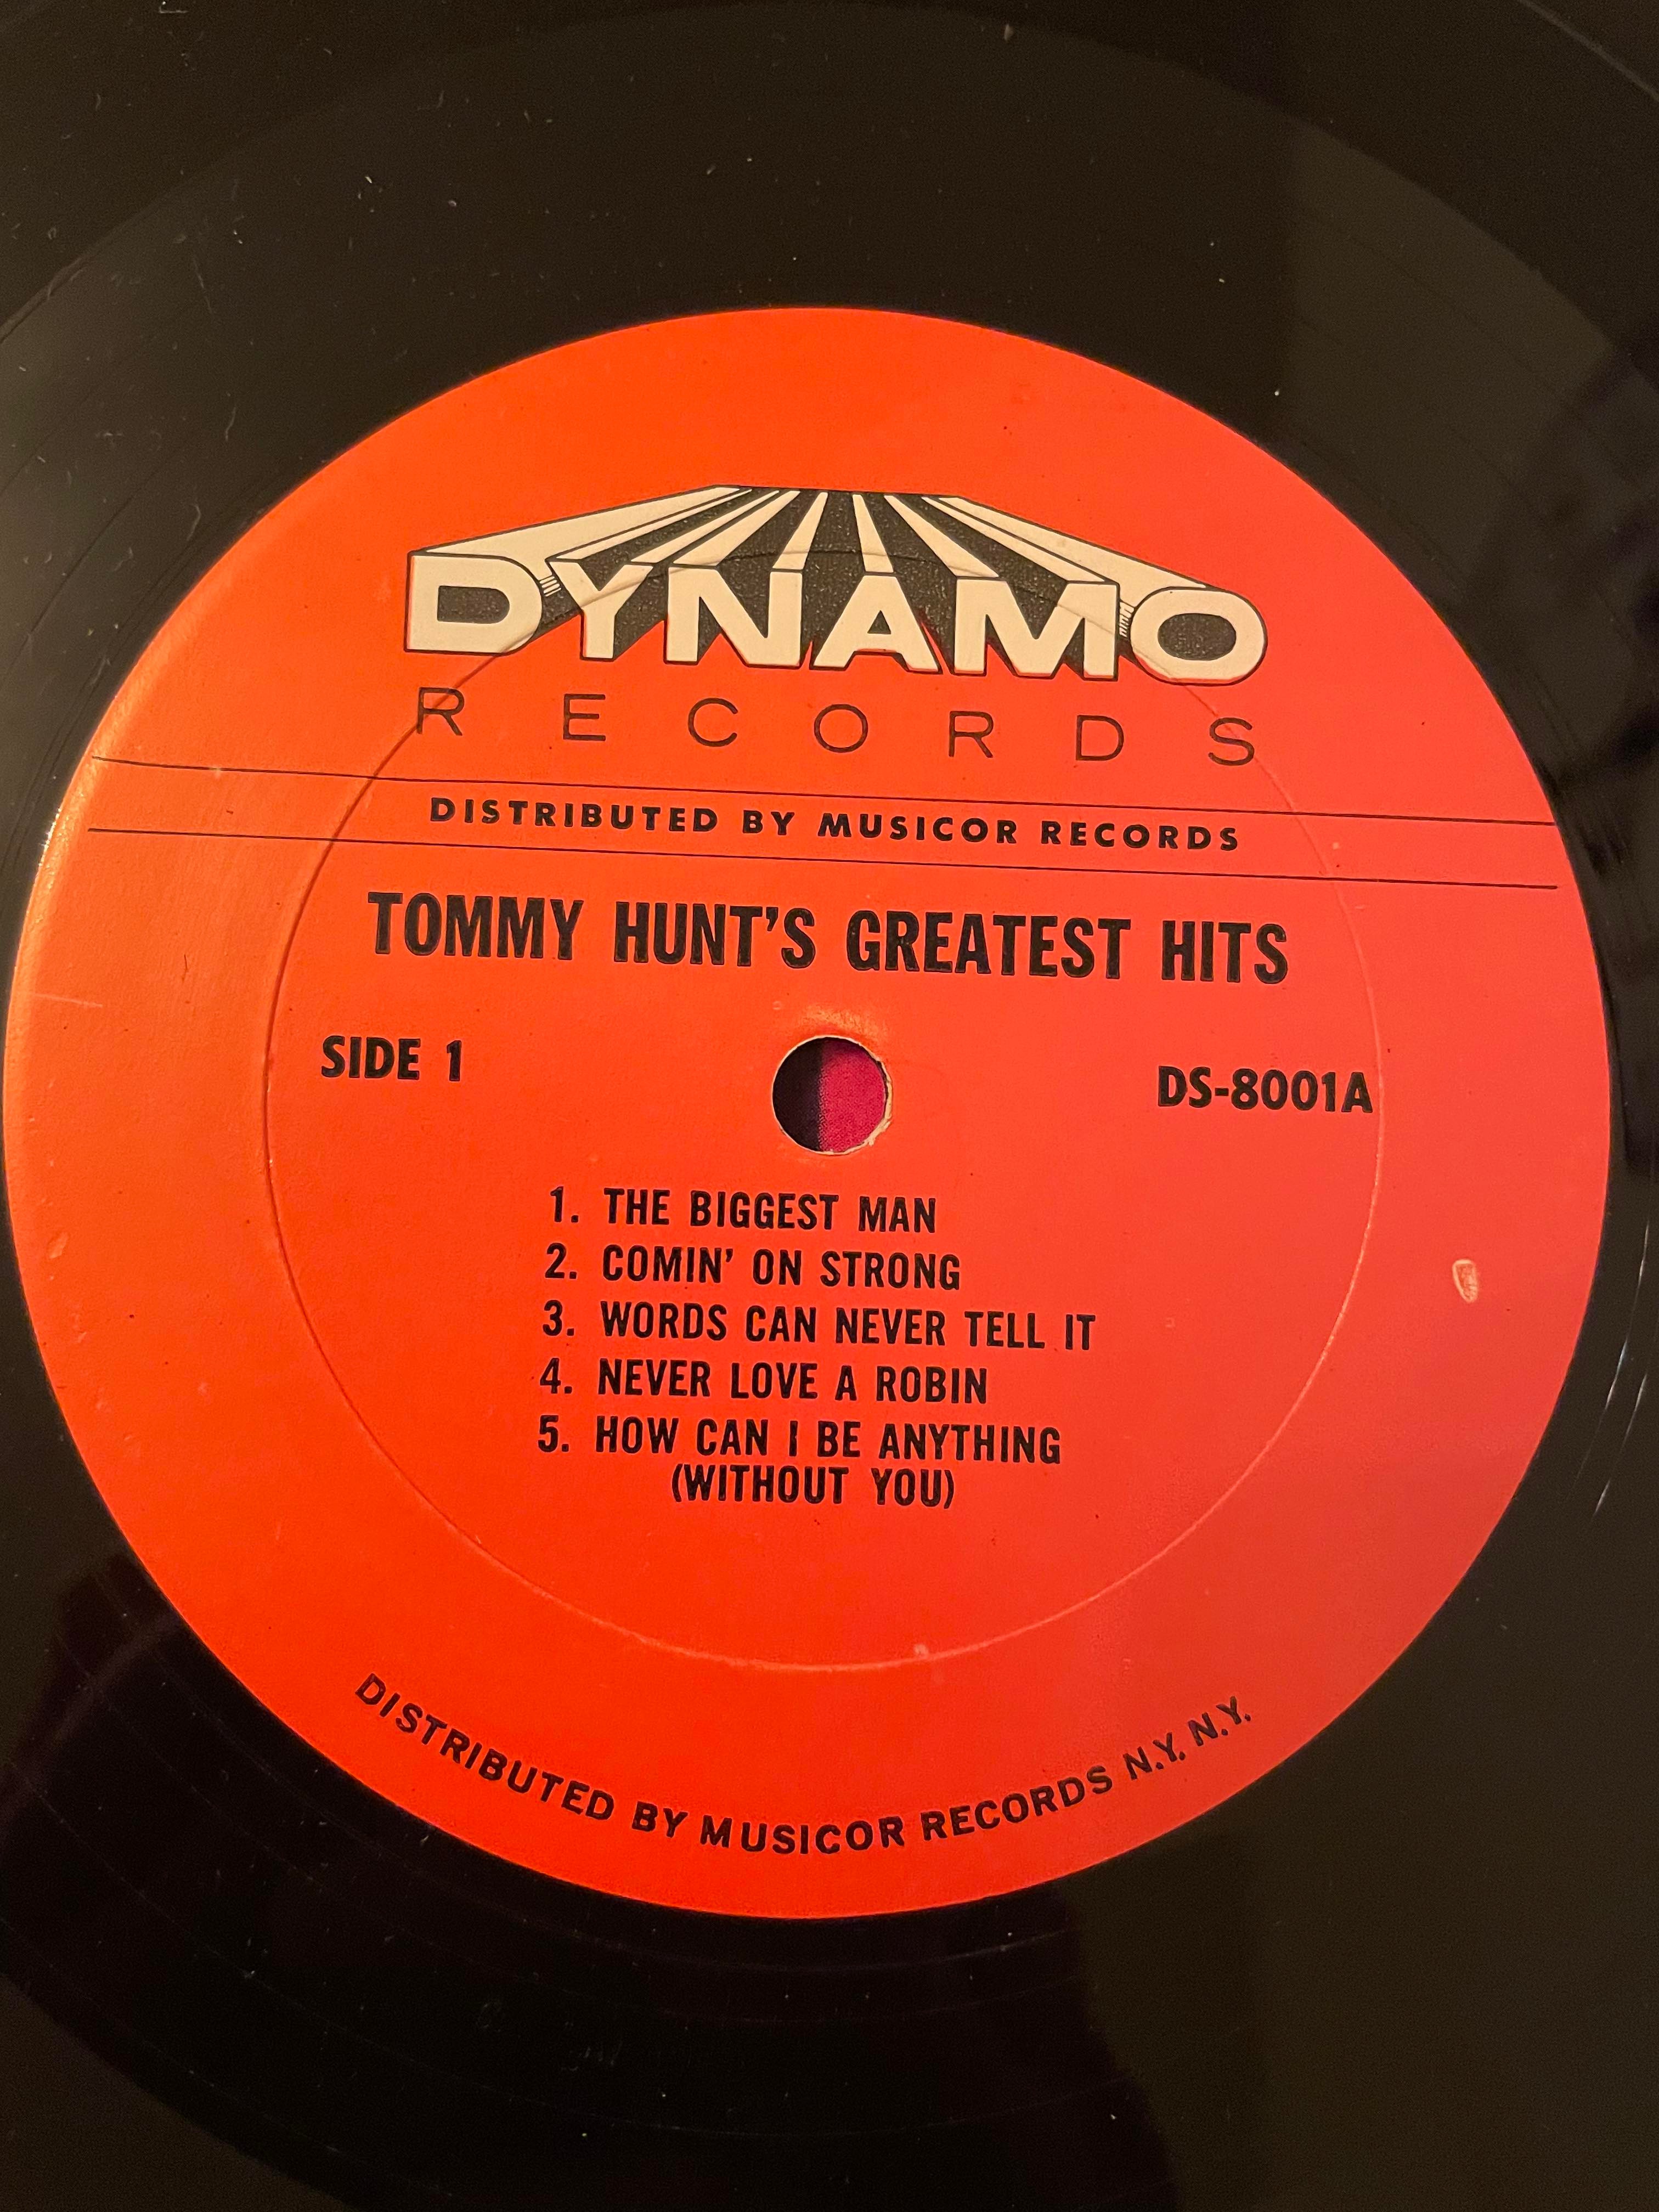 DYNAMO
RECORDS
DISTRIBUTED BY MUSICOR RECORDS
TOMMY HUNT'S GREATEST HITS
SIDE 1
DS-8001A
1. THE BIGGEST MAN
2. COMIN' ON STRONG
3. WORDS CAN NEVER TELL IT
4. NEVER LOVE A ROBIN
5. HOW CAN I BE ANYTHING
(WITHOUT YOU)
DISTRIBUTED BY MUSICOR RECORDS N.Y. N.Y.